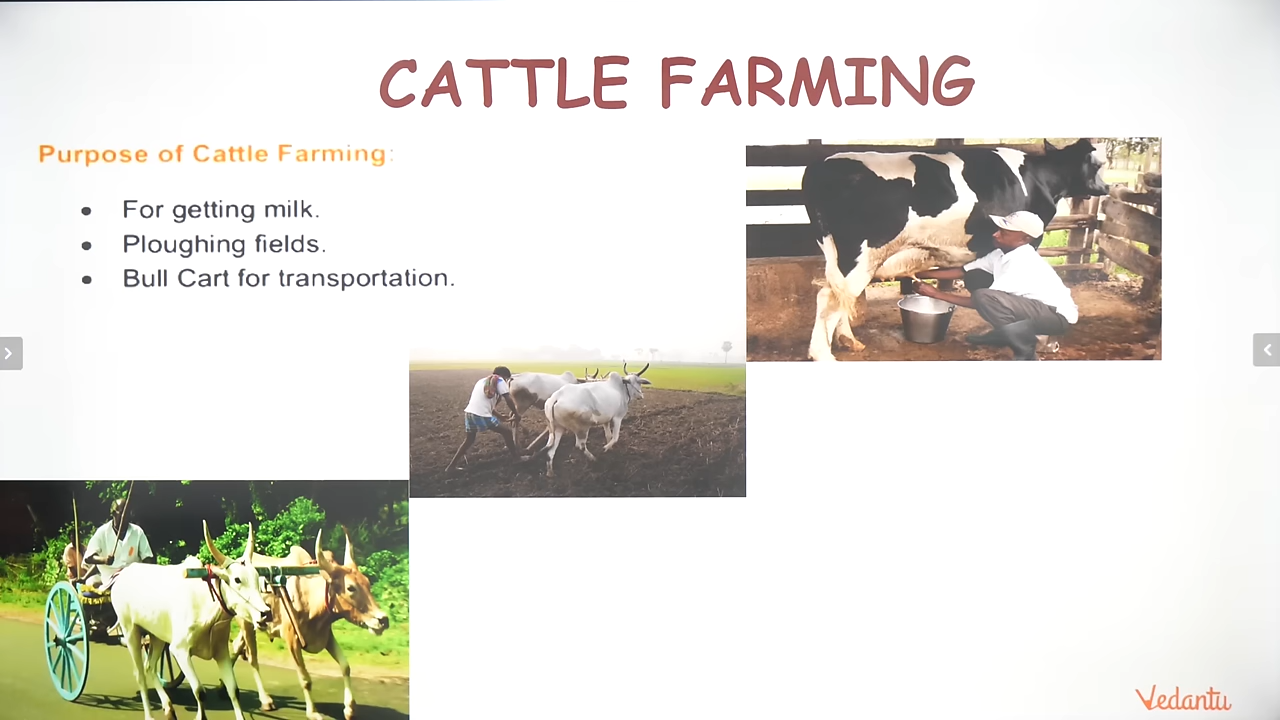 CATTLE FARMING
Purpose of Cattle Farming:
• For getting milk.
• Ploughing fields.
• Bull Cart for transportation.
Vedantu